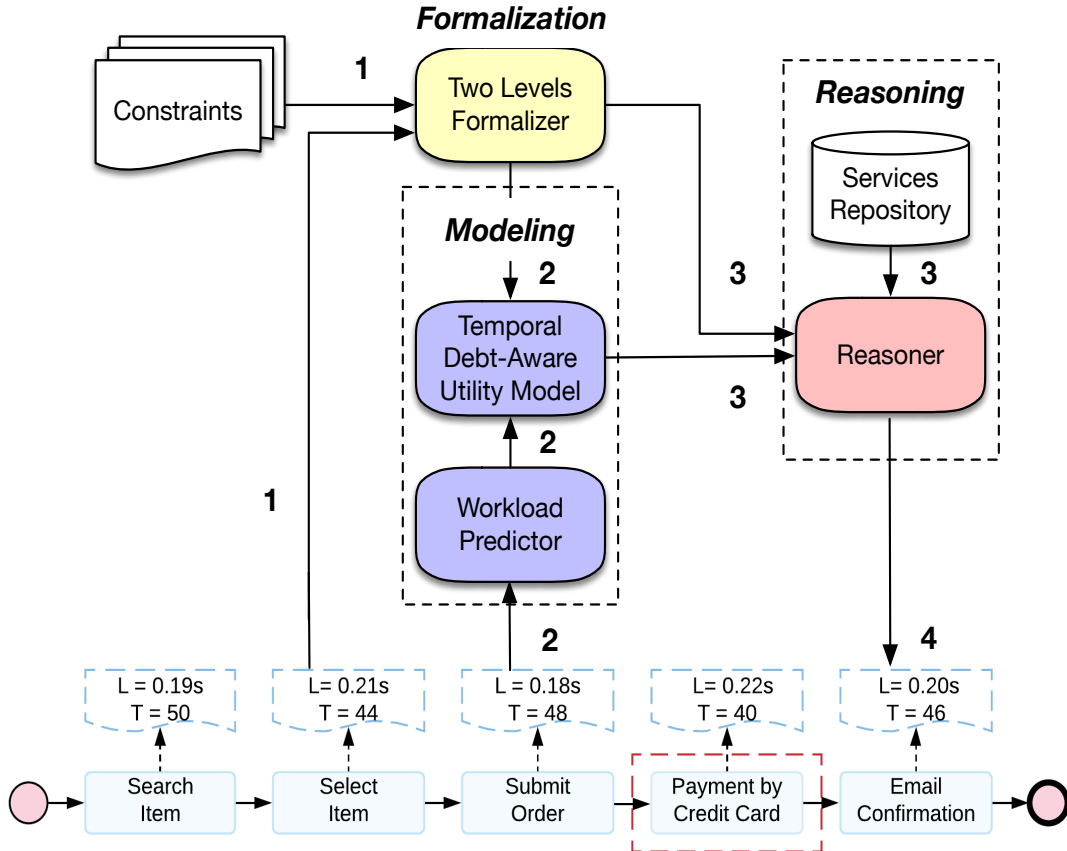 Formalization
1
Constraints
Two Levels
Formalizer
Reasoning
Services
Repository
Modeling
2
3
3
Temporal
Debt-Aware
Utility Model
Reasoner
3
2
1
Workload
Predictor
2
4
L = 0.19s
T = 50
L= 0.21s
T = 44
L = 0.18s
T = 48
L= 0.22s
T = 40
L= 0.20s
T = 46
Search
Item
Select
Item
Submit
Order
Payment by
Credit Card
Email
Confirmation